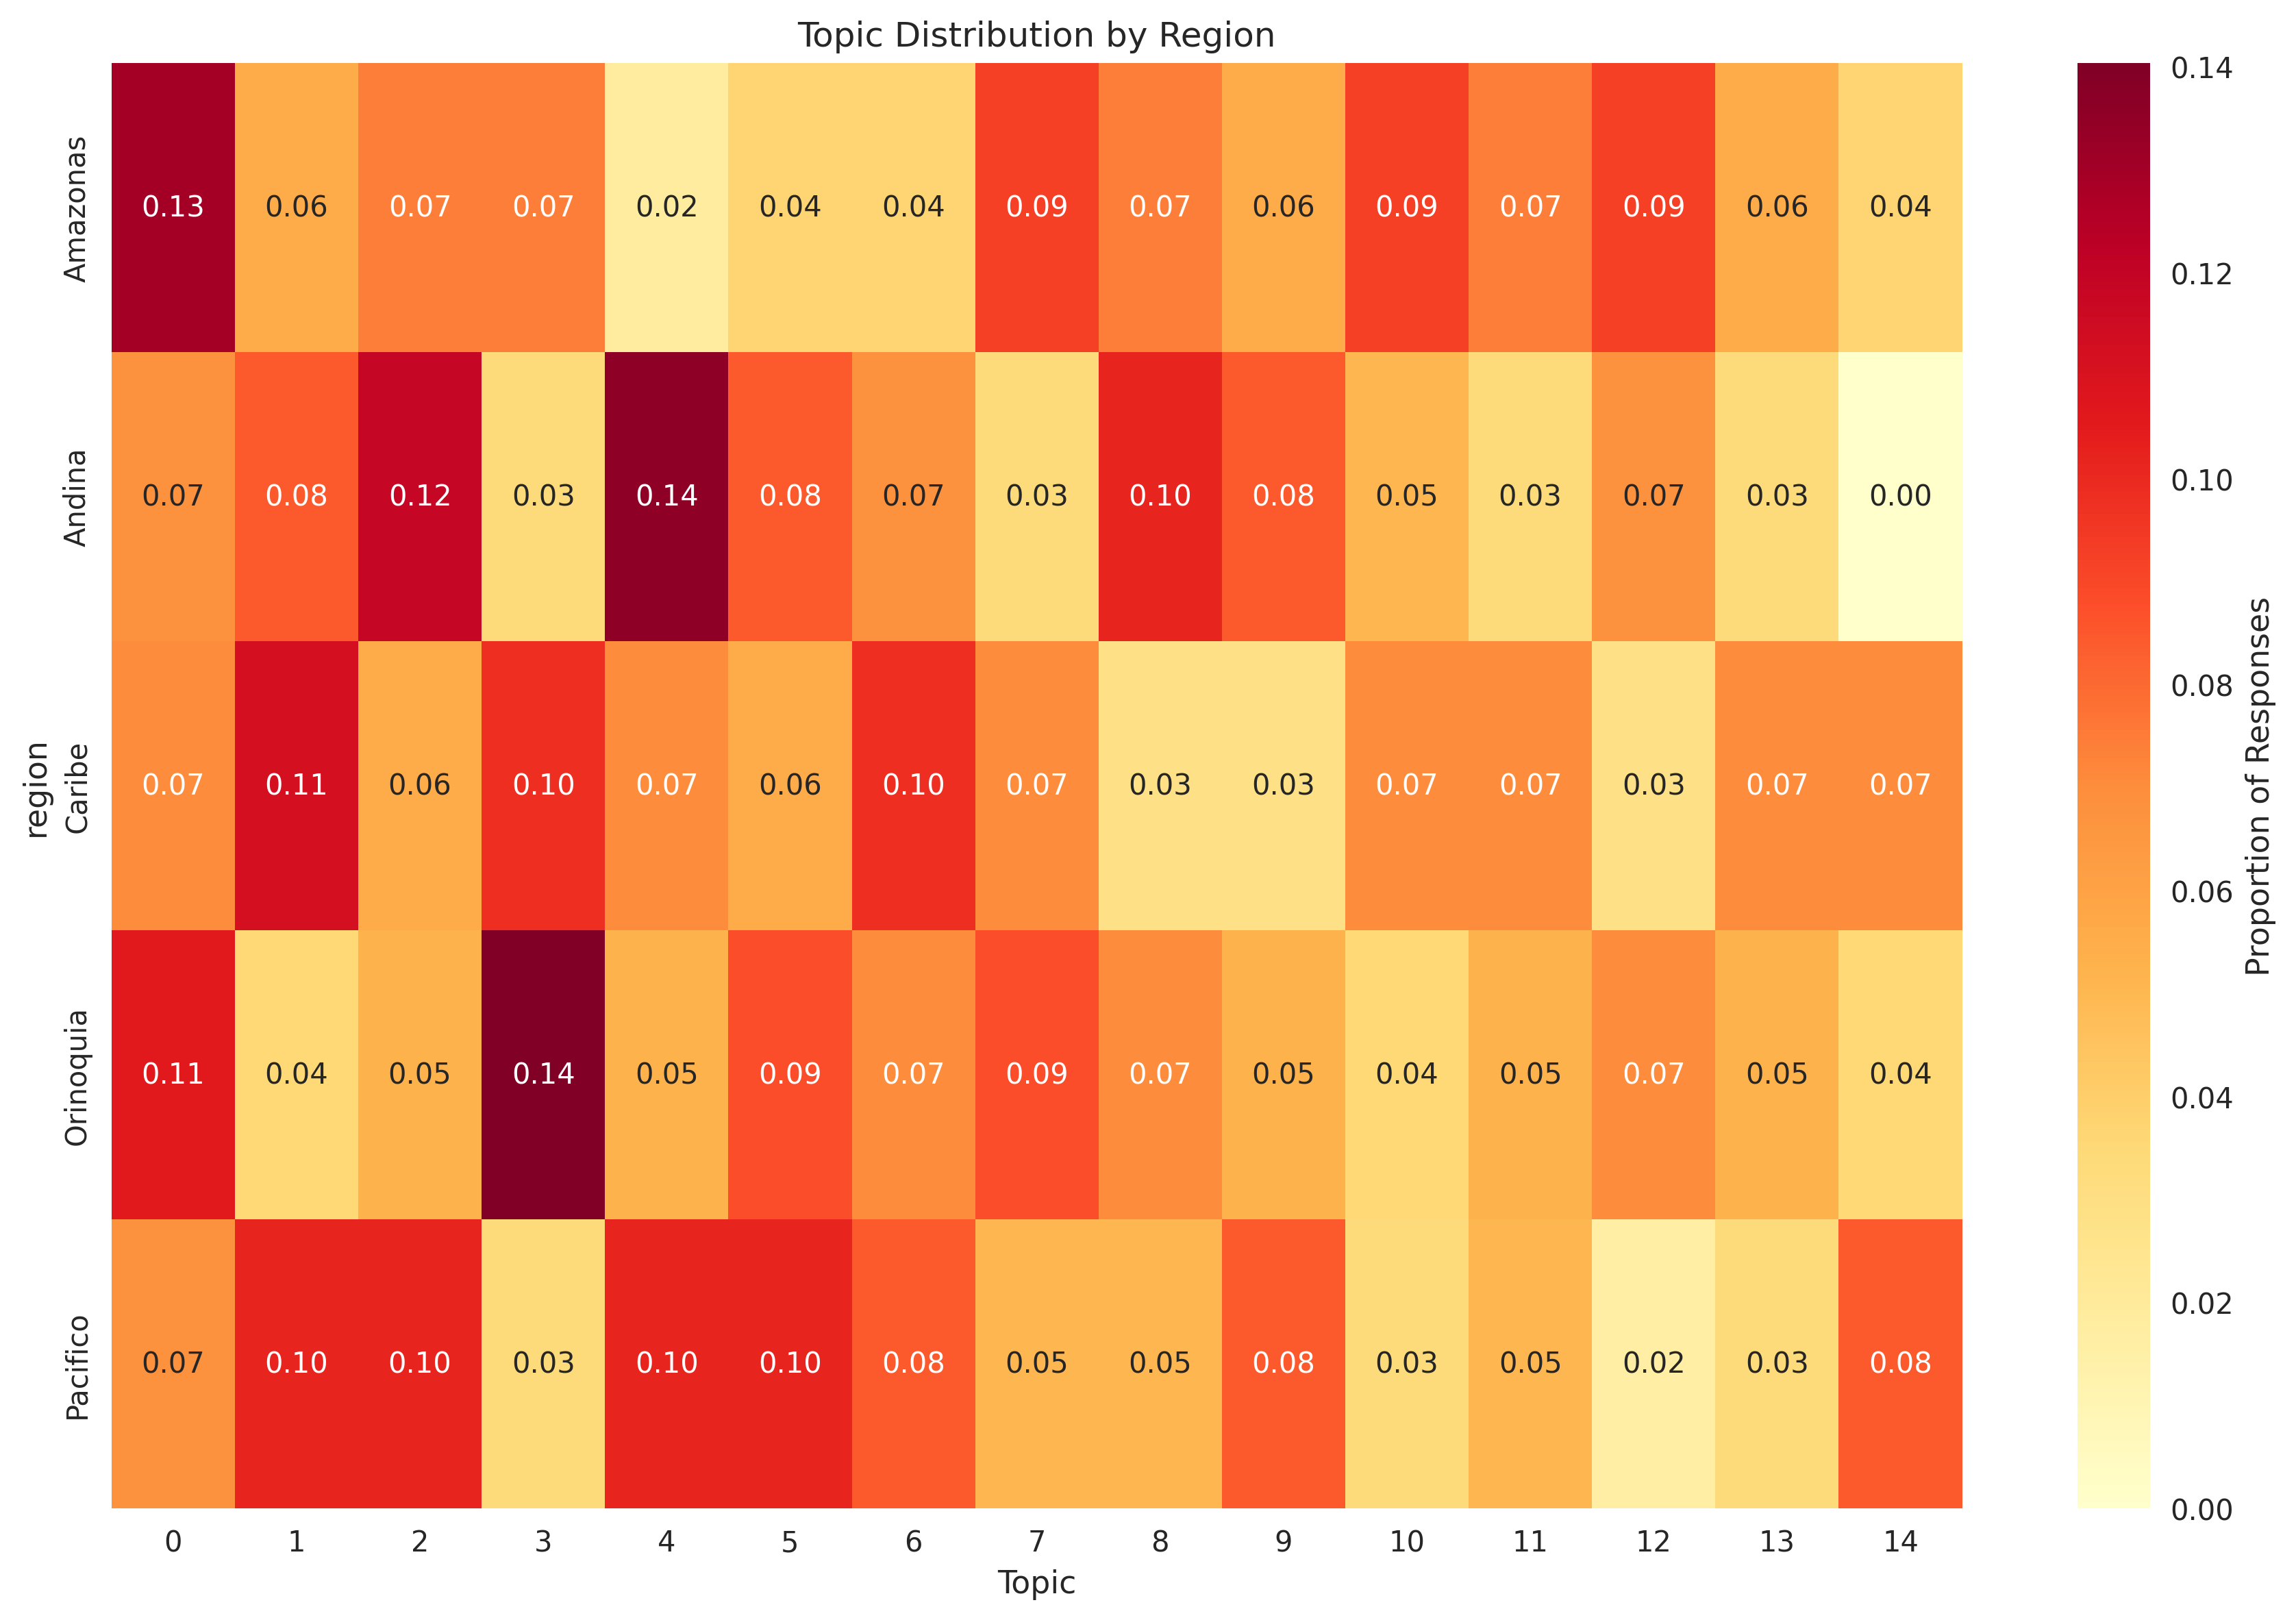 Topic Distribution by Region
Amazonas 0.13 0.06 0.07 0.07 0.02 0.04 0.04 0.09 0.07 0.06 0.09 0.07 0.09 0.06 0.04
Andina 0.07 0.08 0.12 0.03 0.14 0.08 0.07 0.03 0.10 0.08 0.05 0.03 0.07 0.03 0.00
region
Caribe 0.07 0.11 0.06 0.10 0.07 0.06 0.10 0.07 0.03 0.03 0.07 0.07 0.03 0.07 0.07
Orinoquia 0.11 0.04 0.05 0.14 0.05 0.09 0.07 0.09 0.07 0.05 0.04 0.05 0.07 0.05 0.04
Pacifico 0.07 0.10 0.10 0.03 0.10 0.10 0.08 0.05 0.05 0.08 0.03 0.05 0.02 0.03 0.08
0 1 2 3 4 5 6 7 8 9 10 11 12 13 14
Topic
0.14
0.12
0.10
0.08
0.06
0.04
0.02
0.00
Proportion of Responses